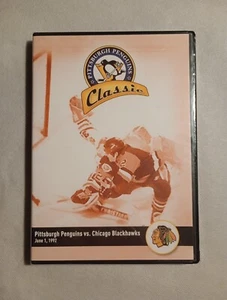 PITTSBURGH PENGUINS
Classic
Pittsburgh Penguins vs. Chicago Blackhawks
June 1, 1992